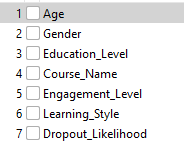 1 Age
2 Gender
3 Education_Level
4 Course_Name
5 Engagement_Level
6 Learning_Style
7 Dropout_Likelihood